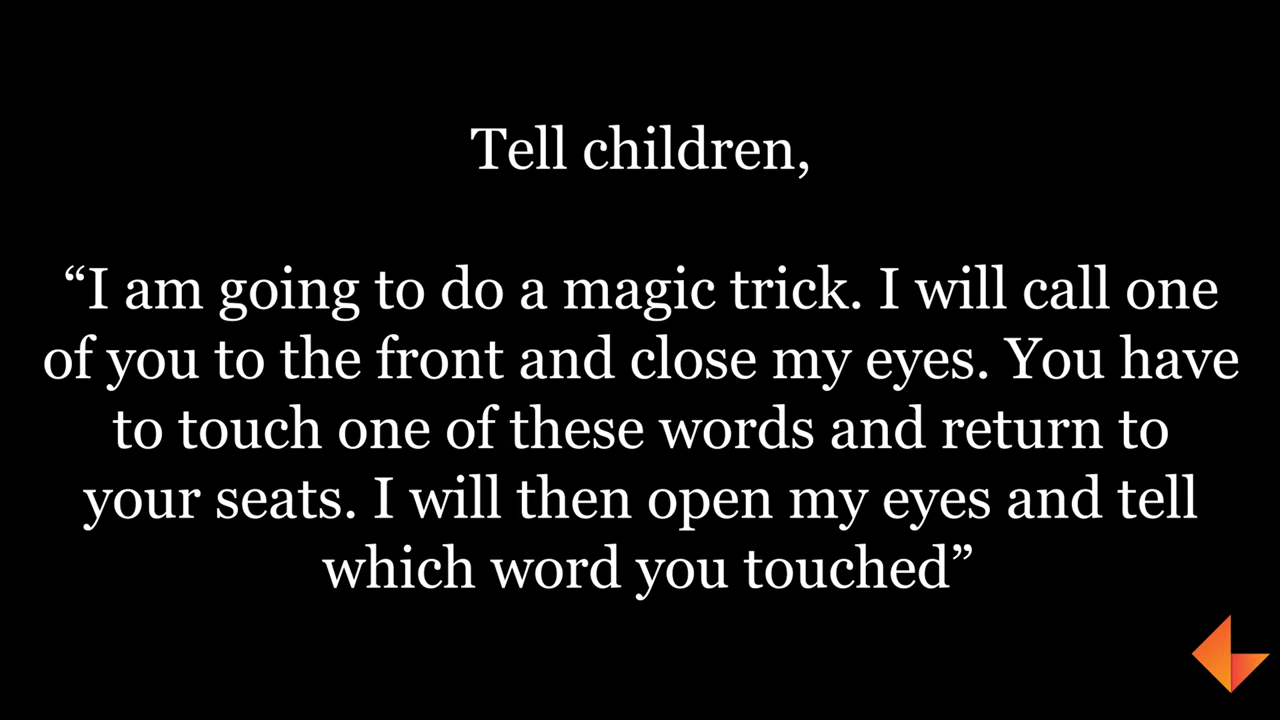 Tell children,
“I am going to do a magic trick. I will call one
of you to the front and close my eyes. You have
to touch one of these words and return to
your seats. I will then open my eyes and tell
which word you touched”